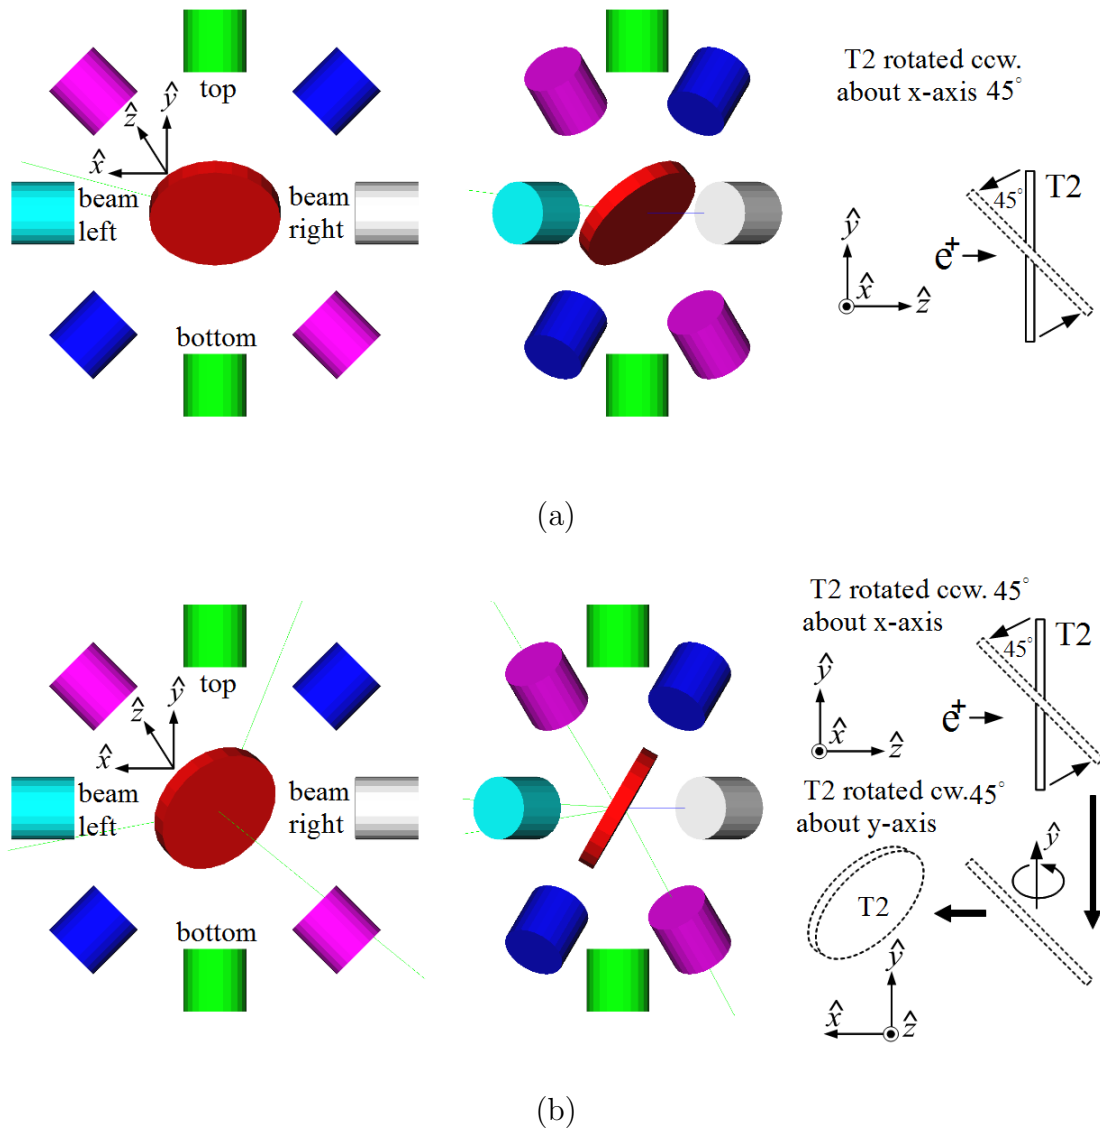 top
ŷ
ẑ
x̂
beam
left
beam
right
bottom
T2 rotated ccw.
about x-axis 45°
45°
T2
ŷ
e⁺
x̂
ẑ
(a)
top
ŷ
ẑ
x̂
beam
left
beam
right
bottom
T2 rotated ccw. 45°
about x-axis
45°
T2
ŷ
e⁺
x̂
ẑ
T2 rotated cw. 45°
about y-axis
ŷ
T2
ŷ
x̂
ẑ
(b)